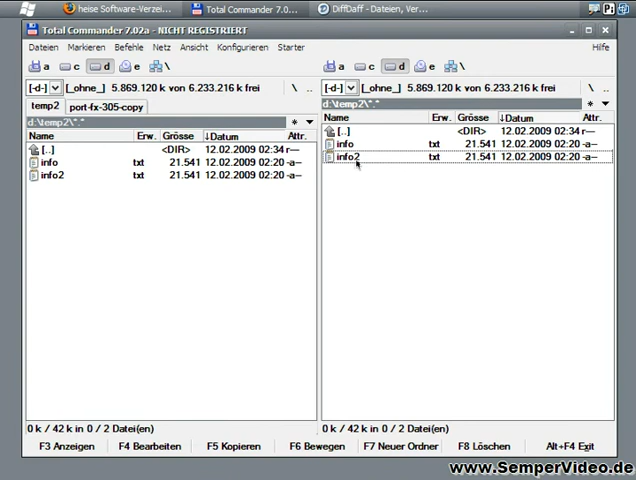 heise Software-Verzei...
Total Commander 7.0...
DiffDaff - Dateien, Ver...
Total Commander 7.02a - NICHT REGISTRIERT
Dateien Markieren Befehle Netz Ansicht Konfigurieren Starter Hilfe
a c d e \ a c d e \
[-d-] [_ohne_] 5.869.120 k von 6.233.216 k frei \ .. [-d-] [_ohne_] 5.869.120 k von 6.233.216 k frei \ ..
temp2 port-fx-305-copy
d:\temp2\*.* * d:\temp2\*.* *
Name Erw. Grösse ↓Datum Attr. Name Erw. Grösse ↓Datum Attr.
[..] <DIR> 12.02.2009 02:34 r— [..] <DIR> 12.02.2009 02:34 r—
info txt 21.541 12.02.2009 02:20 -a– info txt 21.541 12.02.2009 02:20 -a–
info2 txt 21.541 12.02.2009 02:20 -a– info2 txt 21.541 12.02.2009 02:20 -a–
0 k / 42 k in 0 / 2 Datei(en) 0 k / 42 k in 0 / 2 Datei(en)
F3 Anzeigen F4 Bearbeiten F5 Kopieren F6 Bewegen F7 Neuer Ordner F8 Löschen Alt+F4 Exit
www.SemperVideo.de